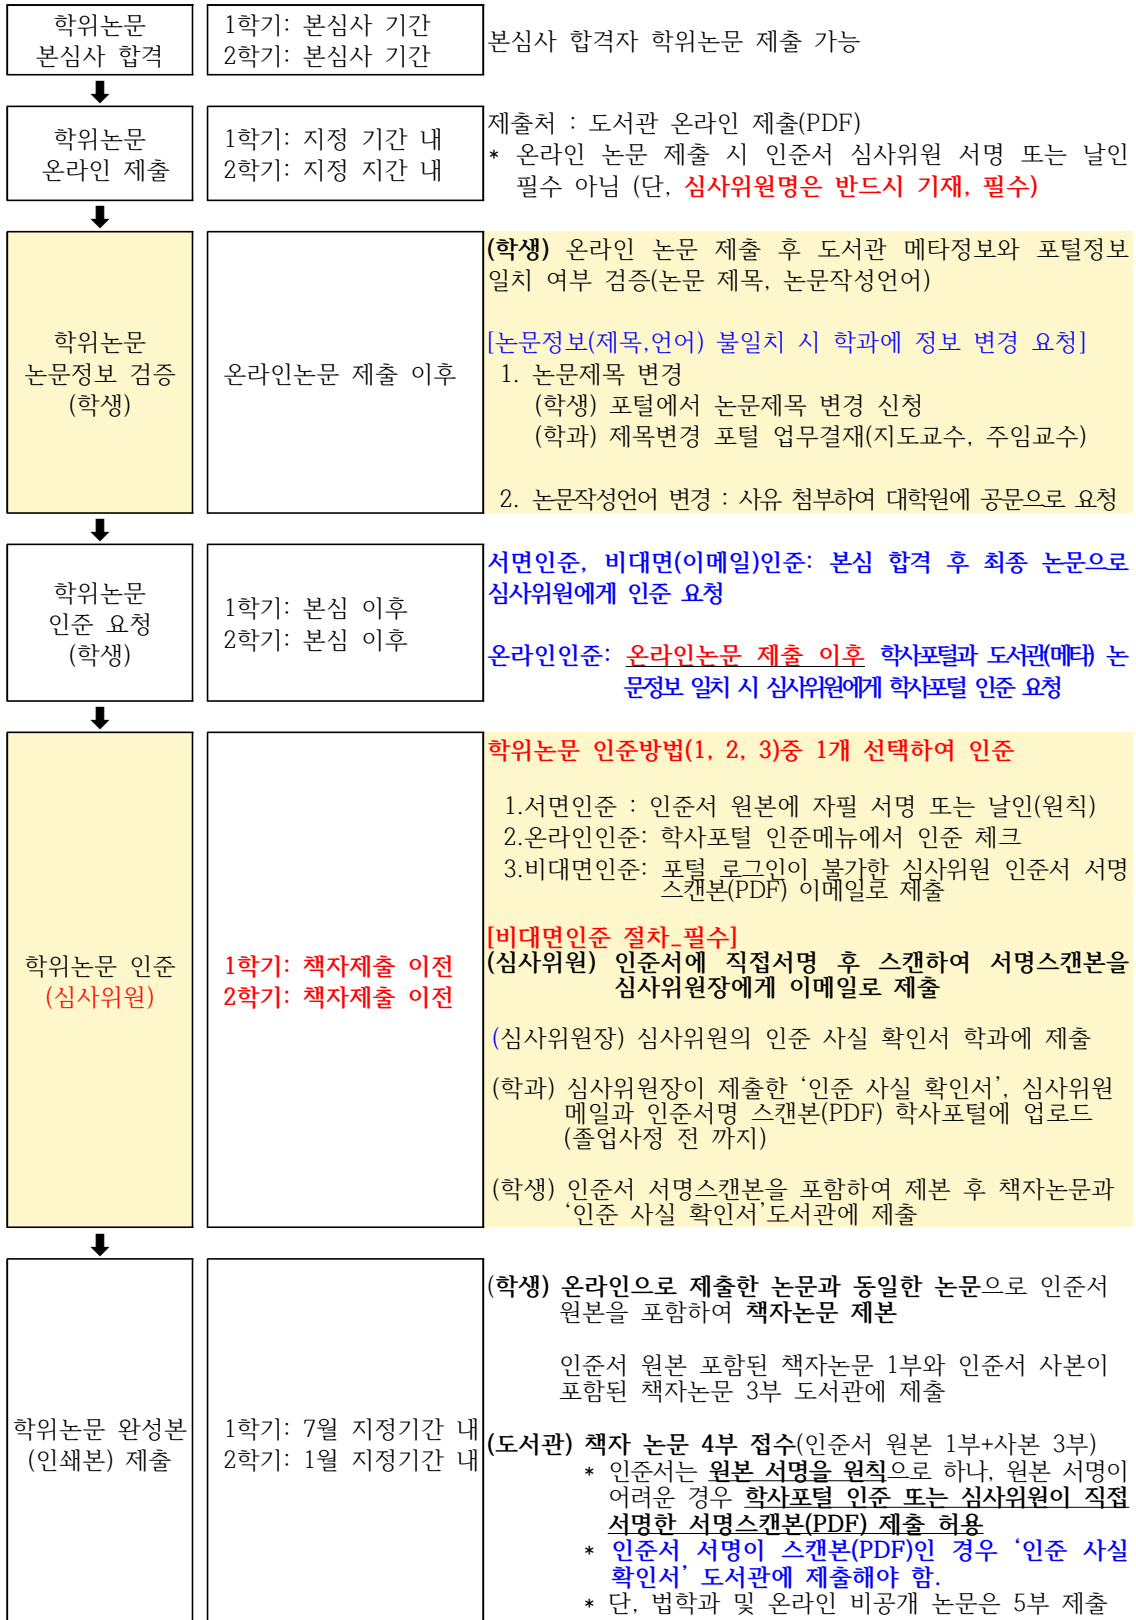 학위논문
본심사 합격
1학기: 본심사 기간
2학기: 본심사 기간
본심사 합격자 학위논문 제출 가능
학위논문
온라인 제출
1학기: 지정 기간 내
2학기: 지정 지간 내
제출처 : 도서관 온라인 제출(PDF)
* 온라인 논문 제출 시 인준서 심사위원 서명 또는 날인
필수 아님 (단, 심사위원명은 반드시 기재, 필수)
학위논문
논문정보 검증
(학생)
온라인논문 제출 이후
(학생) 온라인 논문 제출 후 도서관 메타정보와 포털정보
일치 여부 검증(논문 제목, 논문작성언어)
[논문정보(제목,언어) 불일치 시 학과에 정보 변경 요청]
1. 논문제목 변경
(학생) 포털에서 논문제목 변경 신청
(학과) 제목변경 포털 업무결재(지도교수, 주임교수)
2. 논문작성언어 변경 : 사유 첨부하여 대학원에 공문으로 요청
학위논문
인준 요청
(학생)
1학기: 본심 이후
2학기: 본심 이후
서면인준, 비대면(이메일)인준: 본심 합격 후 최종 논문으로
심사위원에게 인준 요청
온라인인준: 온라인논문 제출 이후 학사포털과 도서관(메타) 논
문정보 일치 시 심사위원에게 학사포털 인준 요청
학위논문 인준
(심사위원)
1학기: 책자제출 이전
2학기: 책자제출 이전
학위논문 인준방법(1, 2, 3)중 1개 선택하여 인준
1.서면인준 : 인준서 원본에 자필 서명 또는 날인(원칙)
2.온라인인준: 학사포털 인준메뉴에서 인준 체크
3.비대면인준: 포털 로그인이 불가한 심사위원 인준서 서명
스캔본(PDF) 이메일로 제출
[비대면인준 절차_필수]
(심사위원) 인준서에 직접서명 후 스캔하여 서명스캔본을
심사위원장에게 이메일로 제출
(심사위원장) 심사위원의 인준 사실 확인서 학과에 제출
(학과) 심사위원장이 제출한 ‘인준 사실 확인서’, 심사위원
메일과 인준서명 스캔본(PDF) 학사포털에 업로드
(졸업사정 전 까지)
(학생) 인준서 서명스캔본을 포함하여 제본 후 책자논문과
‘인준 사실 확인서’도서관에 제출
학위논문 완성본
(인쇄본) 제출
1학기: 7월 지정기간 내
2학기: 1월 지정기간 내
(학생) 온라인으로 제출한 논문과 동일한 논문으로 인준서
원본을 포함하여 책자논문 제본
인준서 원본 포함된 책자논문 1부와 인준서 사본이
포함된 책자논문 3부 도서관에 제출
(도서관) 책자 논문 4부 접수(인준서 원본 1부+사본 3부)
* 인준서는 원본 서명을 원칙으로 하나, 원본 서명이
어려운 경우 학사포털 인준 또는 심사위원이 직접
서명한 서명스캔본(PDF) 제출 허용
* 인준서 서명이 스캔본(PDF)인 경우 ‘인준 사실
확인서’ 도서관에 제출해야 함.
* 단, 법학과 및 온라인 비공개 논문은 5부 제출